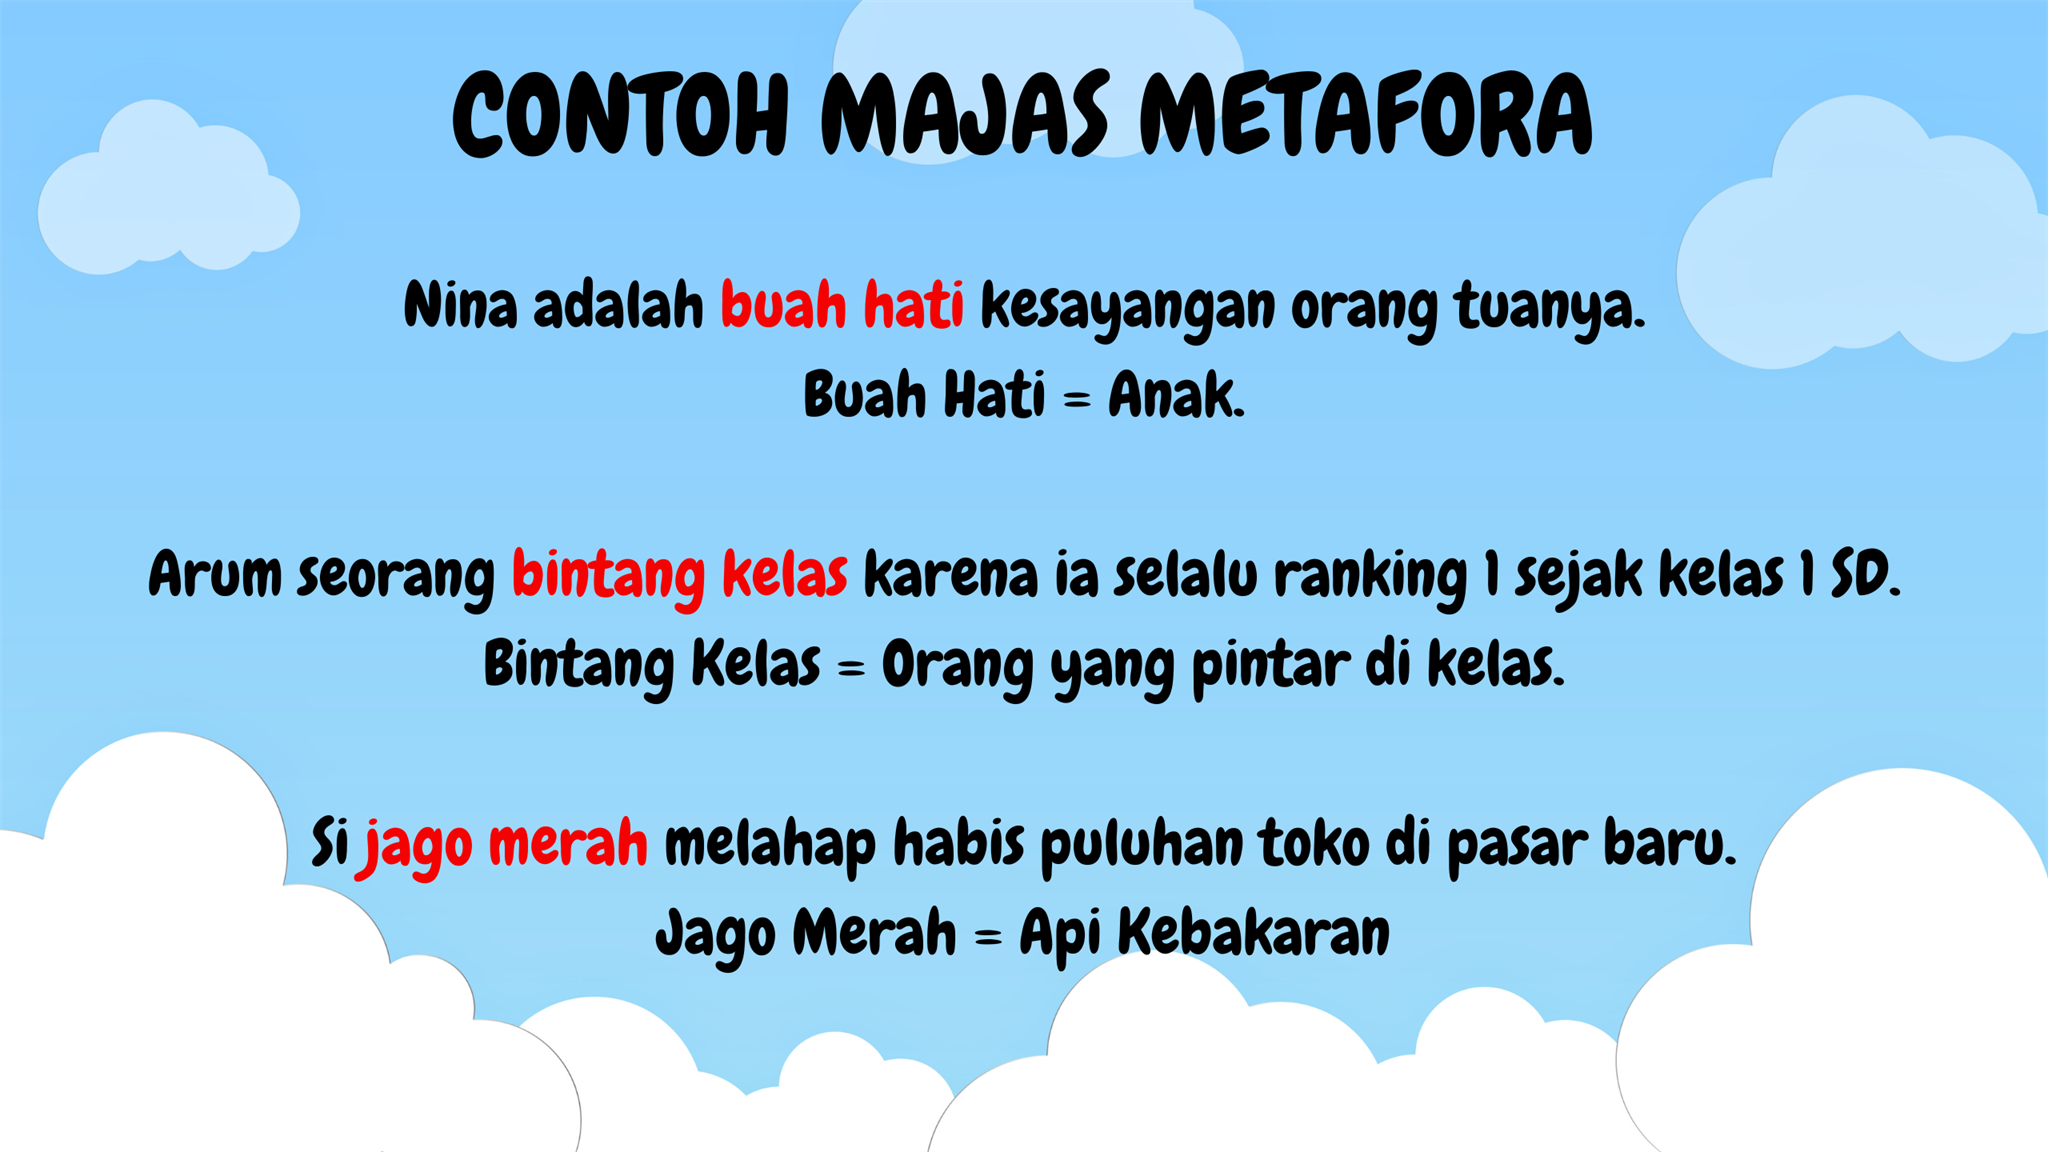 CONTOH MAJAS METAFORA
Nina adalah buah hati kesayangan orang tuanya.
Buah Hati = Anak.
Arum seorang bintang kelas karena ia selalu ranking 1 sejak kelas 1 SD.
Bintang Kelas = Orang yang pintar di kelas.
Si jago merah melahap habis puluhan toko di pasar baru.
Jago Merah = Api Kebakaran